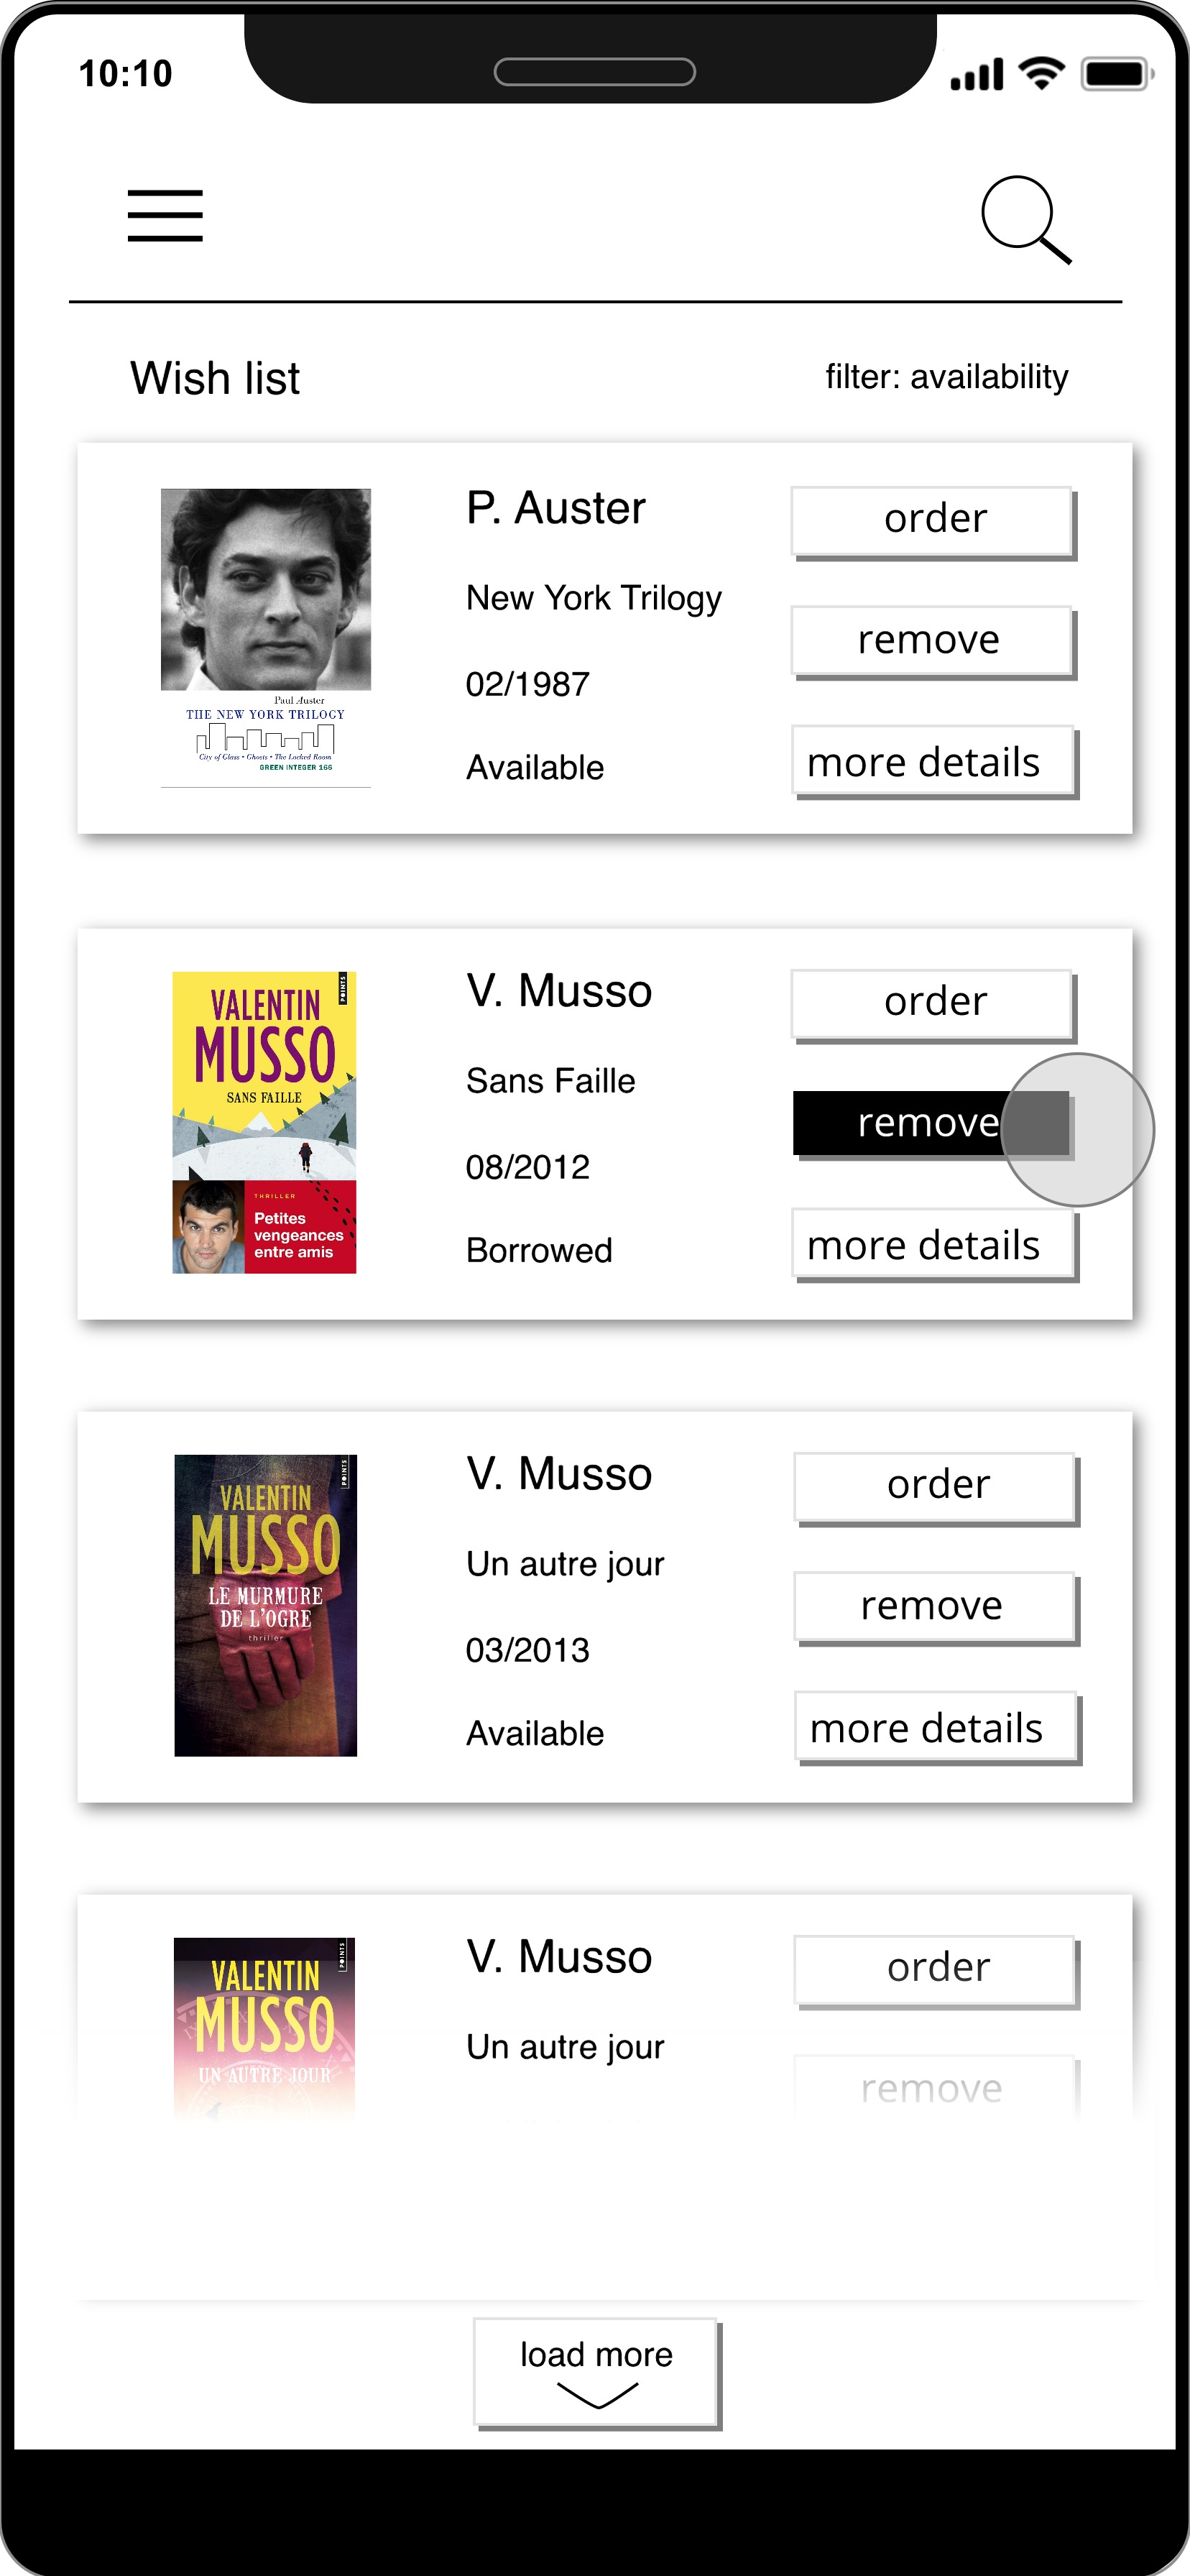 10:10
Wish list
filter: availability
P. Auster
New York Trilogy
02/1987
Available
order
remove
more details
Paul Auster
THE NEW YORK TRILOGY
City of Glass • Ghosts • The Locked Room
GREEN INTEGER 166
V. Musso
Sans Faille
08/2012
Borrowed
order
remove
more details
POINTS
VALENTIN
MUSSO
SANS FAILLE
THRILLER
Petites
vengeances
entre amis
V. Musso
Un autre jour
03/2013
Available
order
remove
more details
POINTS
VALENTIN
MUSSO
LE MURMURE
DE L'OGRE
thriller
V. Musso
Un autre jour
order
remove
POINTS
VALENTIN
MUSSO
UN AUTRE JOUR
load more